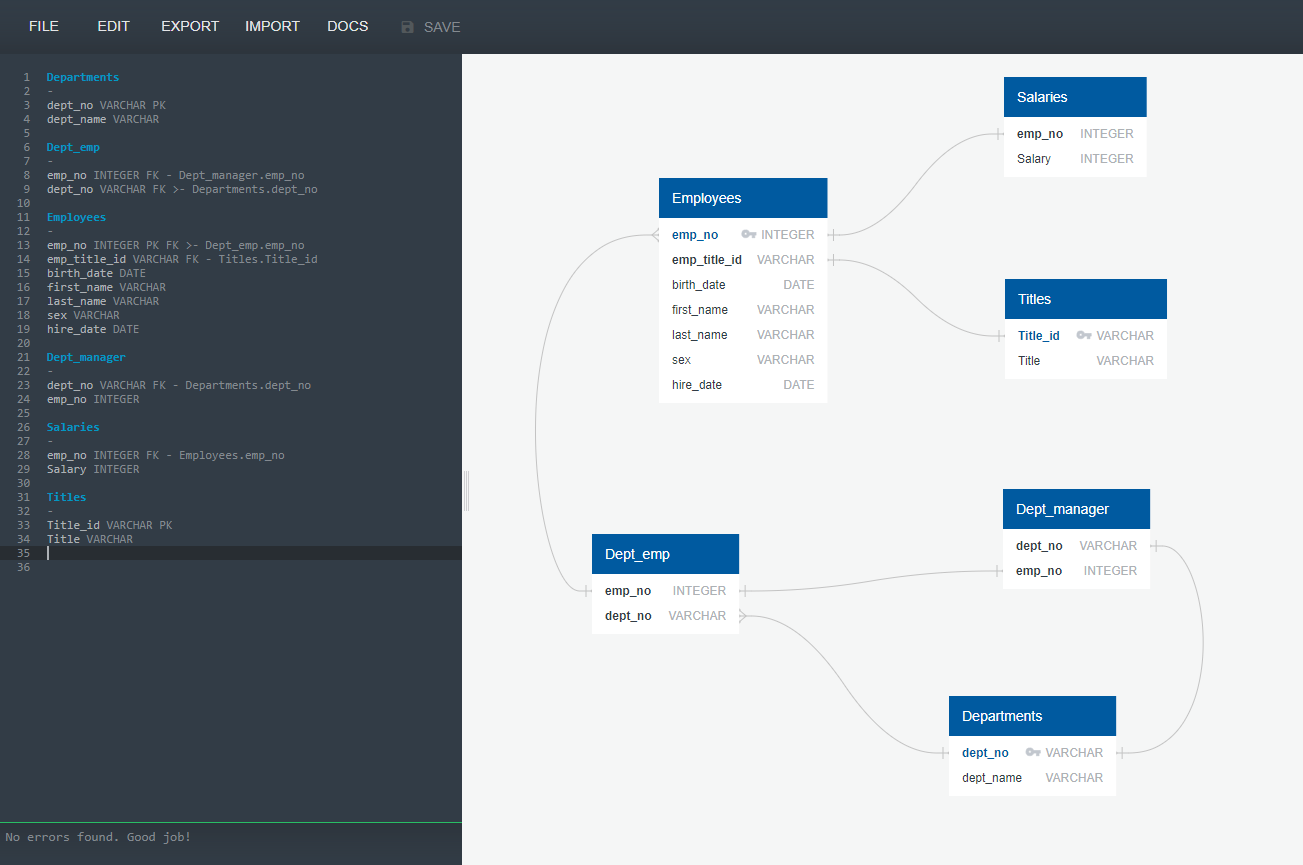 FILE EDIT EXPORT IMPORT DOCS SAVE
1 Departments
2 -
3 dept_no VARCHAR PK
4 dept_name VARCHAR
5
6 Dept_emp
7 -
8 emp_no INTEGER FK - Dept_manager.emp_no
9 dept_no VARCHAR FK >- Departments.dept_no
10
11 Employees
12 -
13 emp_no INTEGER PK FK >- Dept_emp.emp_no
14 emp_title_id VARCHAR FK - Titles.Title_id
15 birth_date DATE
16 first_name VARCHAR
17 last_name VARCHAR
18 sex VARCHAR
19 hire_date DATE
20
21 Dept_manager
22 -
23 dept_no VARCHAR FK - Departments.dept_no
24 emp_no INTEGER
25
26 Salaries
27 -
28 emp_no INTEGER FK - Employees.emp_no
29 Salary INTEGER
30
31 Titles
32 -
33 Title_id VARCHAR PK
34 Title VARCHAR
35
36
No errors found. Good job!
Salaries
emp_no INTEGER
Salary INTEGER
Employees
emp_no INTEGER
emp_title_id VARCHAR
birth_date DATE
first_name VARCHAR
last_name VARCHAR
sex VARCHAR
hire_date DATE
Titles
Title_id VARCHAR
Title VARCHAR
Dept_manager
dept_no VARCHAR
emp_no INTEGER
Dept_emp
emp_no INTEGER
dept_no VARCHAR
Departments
dept_no VARCHAR
dept_name VARCHAR